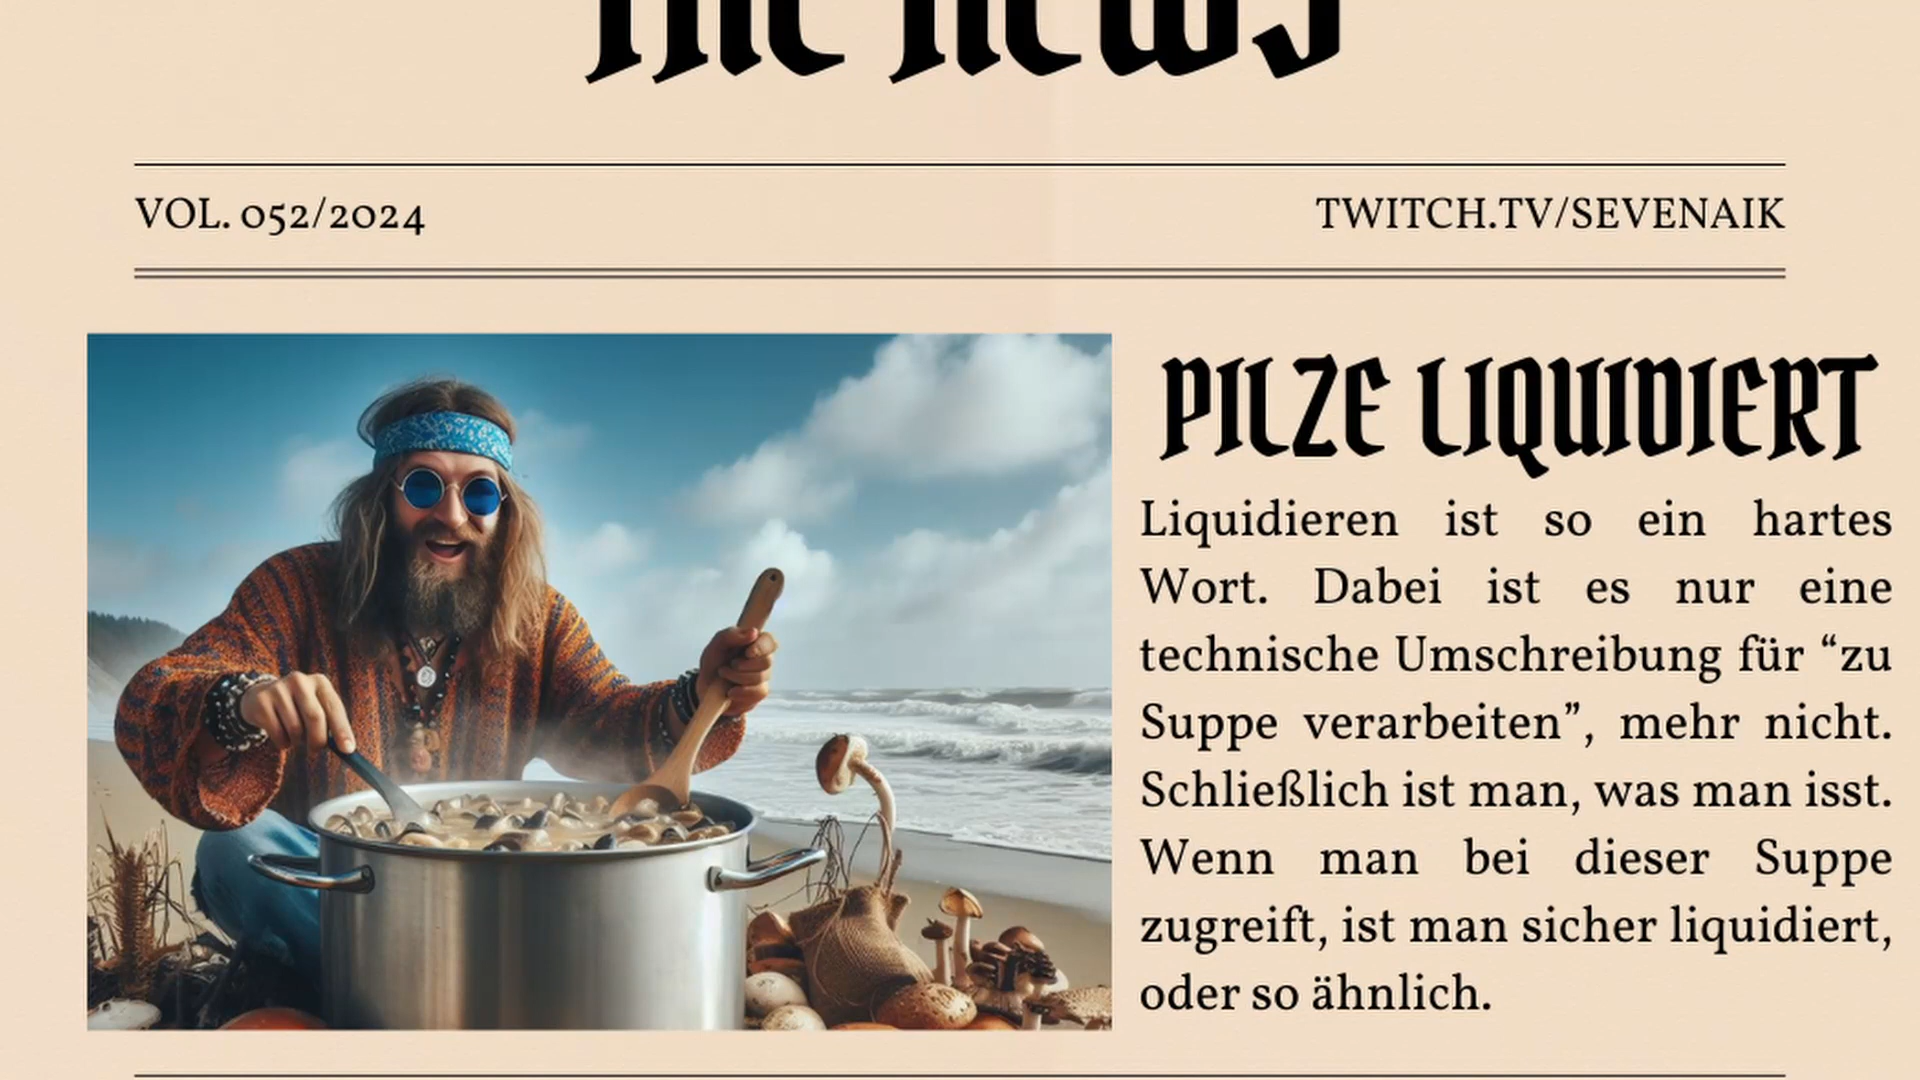 The News
VOL. 052/2024
TWITCH.TV/SEVENAIK
PILZE LIQUIDIERT
Liquidieren ist so ein hartes
Wort. Dabei ist es nur eine
technische Umschreibung für “zu
Suppe verarbeiten”, mehr nicht.
Schließlich ist man, was man isst.
Wenn man bei dieser Suppe
zugreift, ist man sicher liquidiert,
oder so ähnlich.